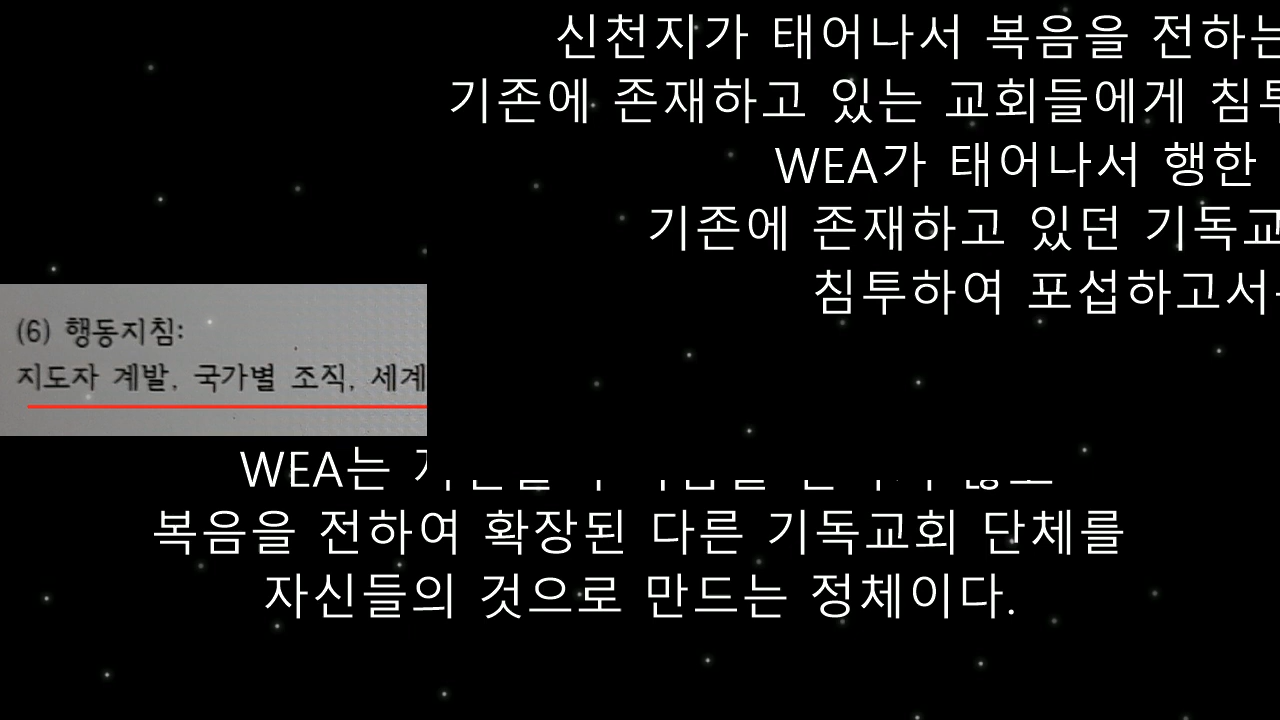 신천지가 태어나서 복음을 전하는
기존에 존재하고 있는 교회들에게
WEA가 태어나서 행한
기존에 존재하고 있던
침투하여 포섭하고서
(6) 행동지침:
지도자 계발, 국가별 조직, 세계
WEA는
복음을 전하여 확장된 다른 기독교회 단체를
자신들의 것으로 만드는 정체이다.